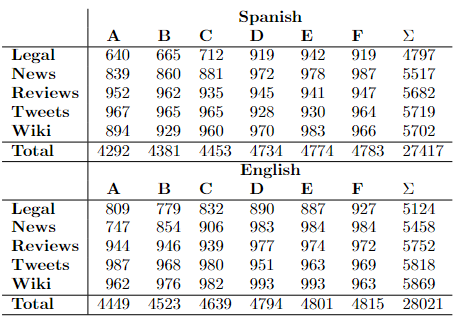 Spanish
A B C D E F Σ
Legal 640 665 712 919 942 919 4797
News 839 860 881 972 978 987 5517
Reviews 952 962 935 945 941 947 5682
Tweets 967 965 965 928 930 964 5719
Wiki 894 929 960 970 983 966 5702
Total 4292 4381 4453 4734 4774 4783 27417
English
A B C D E F Σ
Legal 809 779 832 890 887 927 5124
News 747 854 906 983 984 984 5458
Reviews 944 946 939 977 974 972 5752
Tweets 987 968 980 951 963 969 5818
Wiki 962 976 982 993 993 963 5869
Total 4449 4523 4639 4794 4801 4815 28021